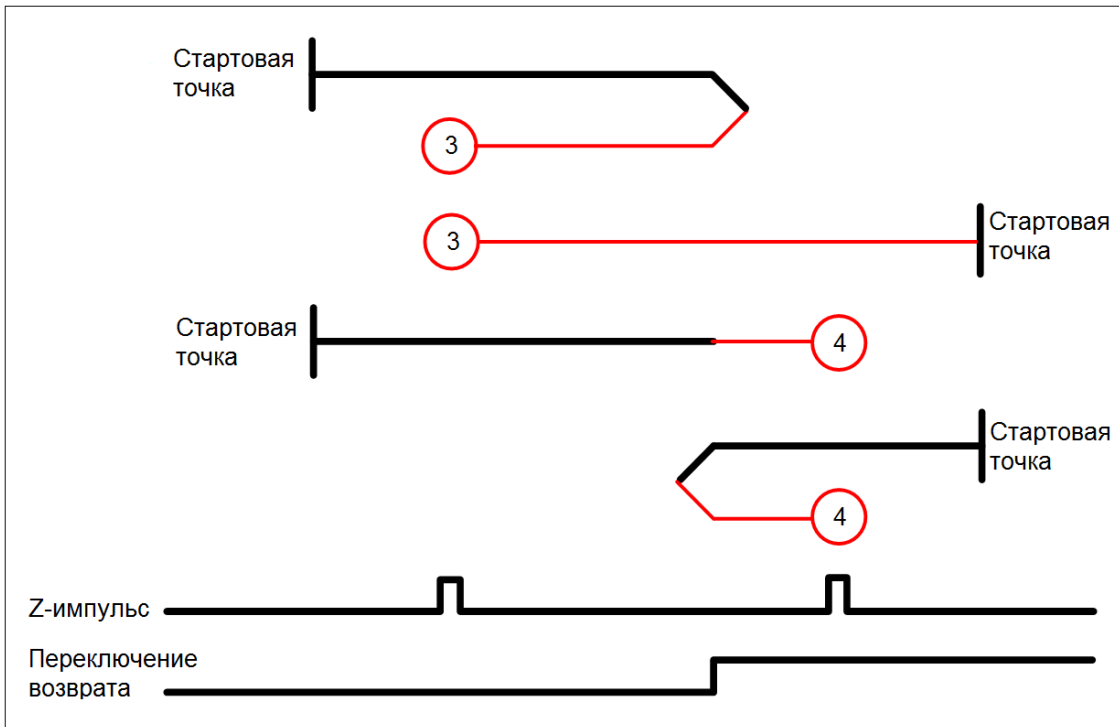 Стартовая
точка
3
3
Стартовая
точка
Стартовая
точка
4
Стартовая
точка
4
Z-импульс
Переключение
возврата